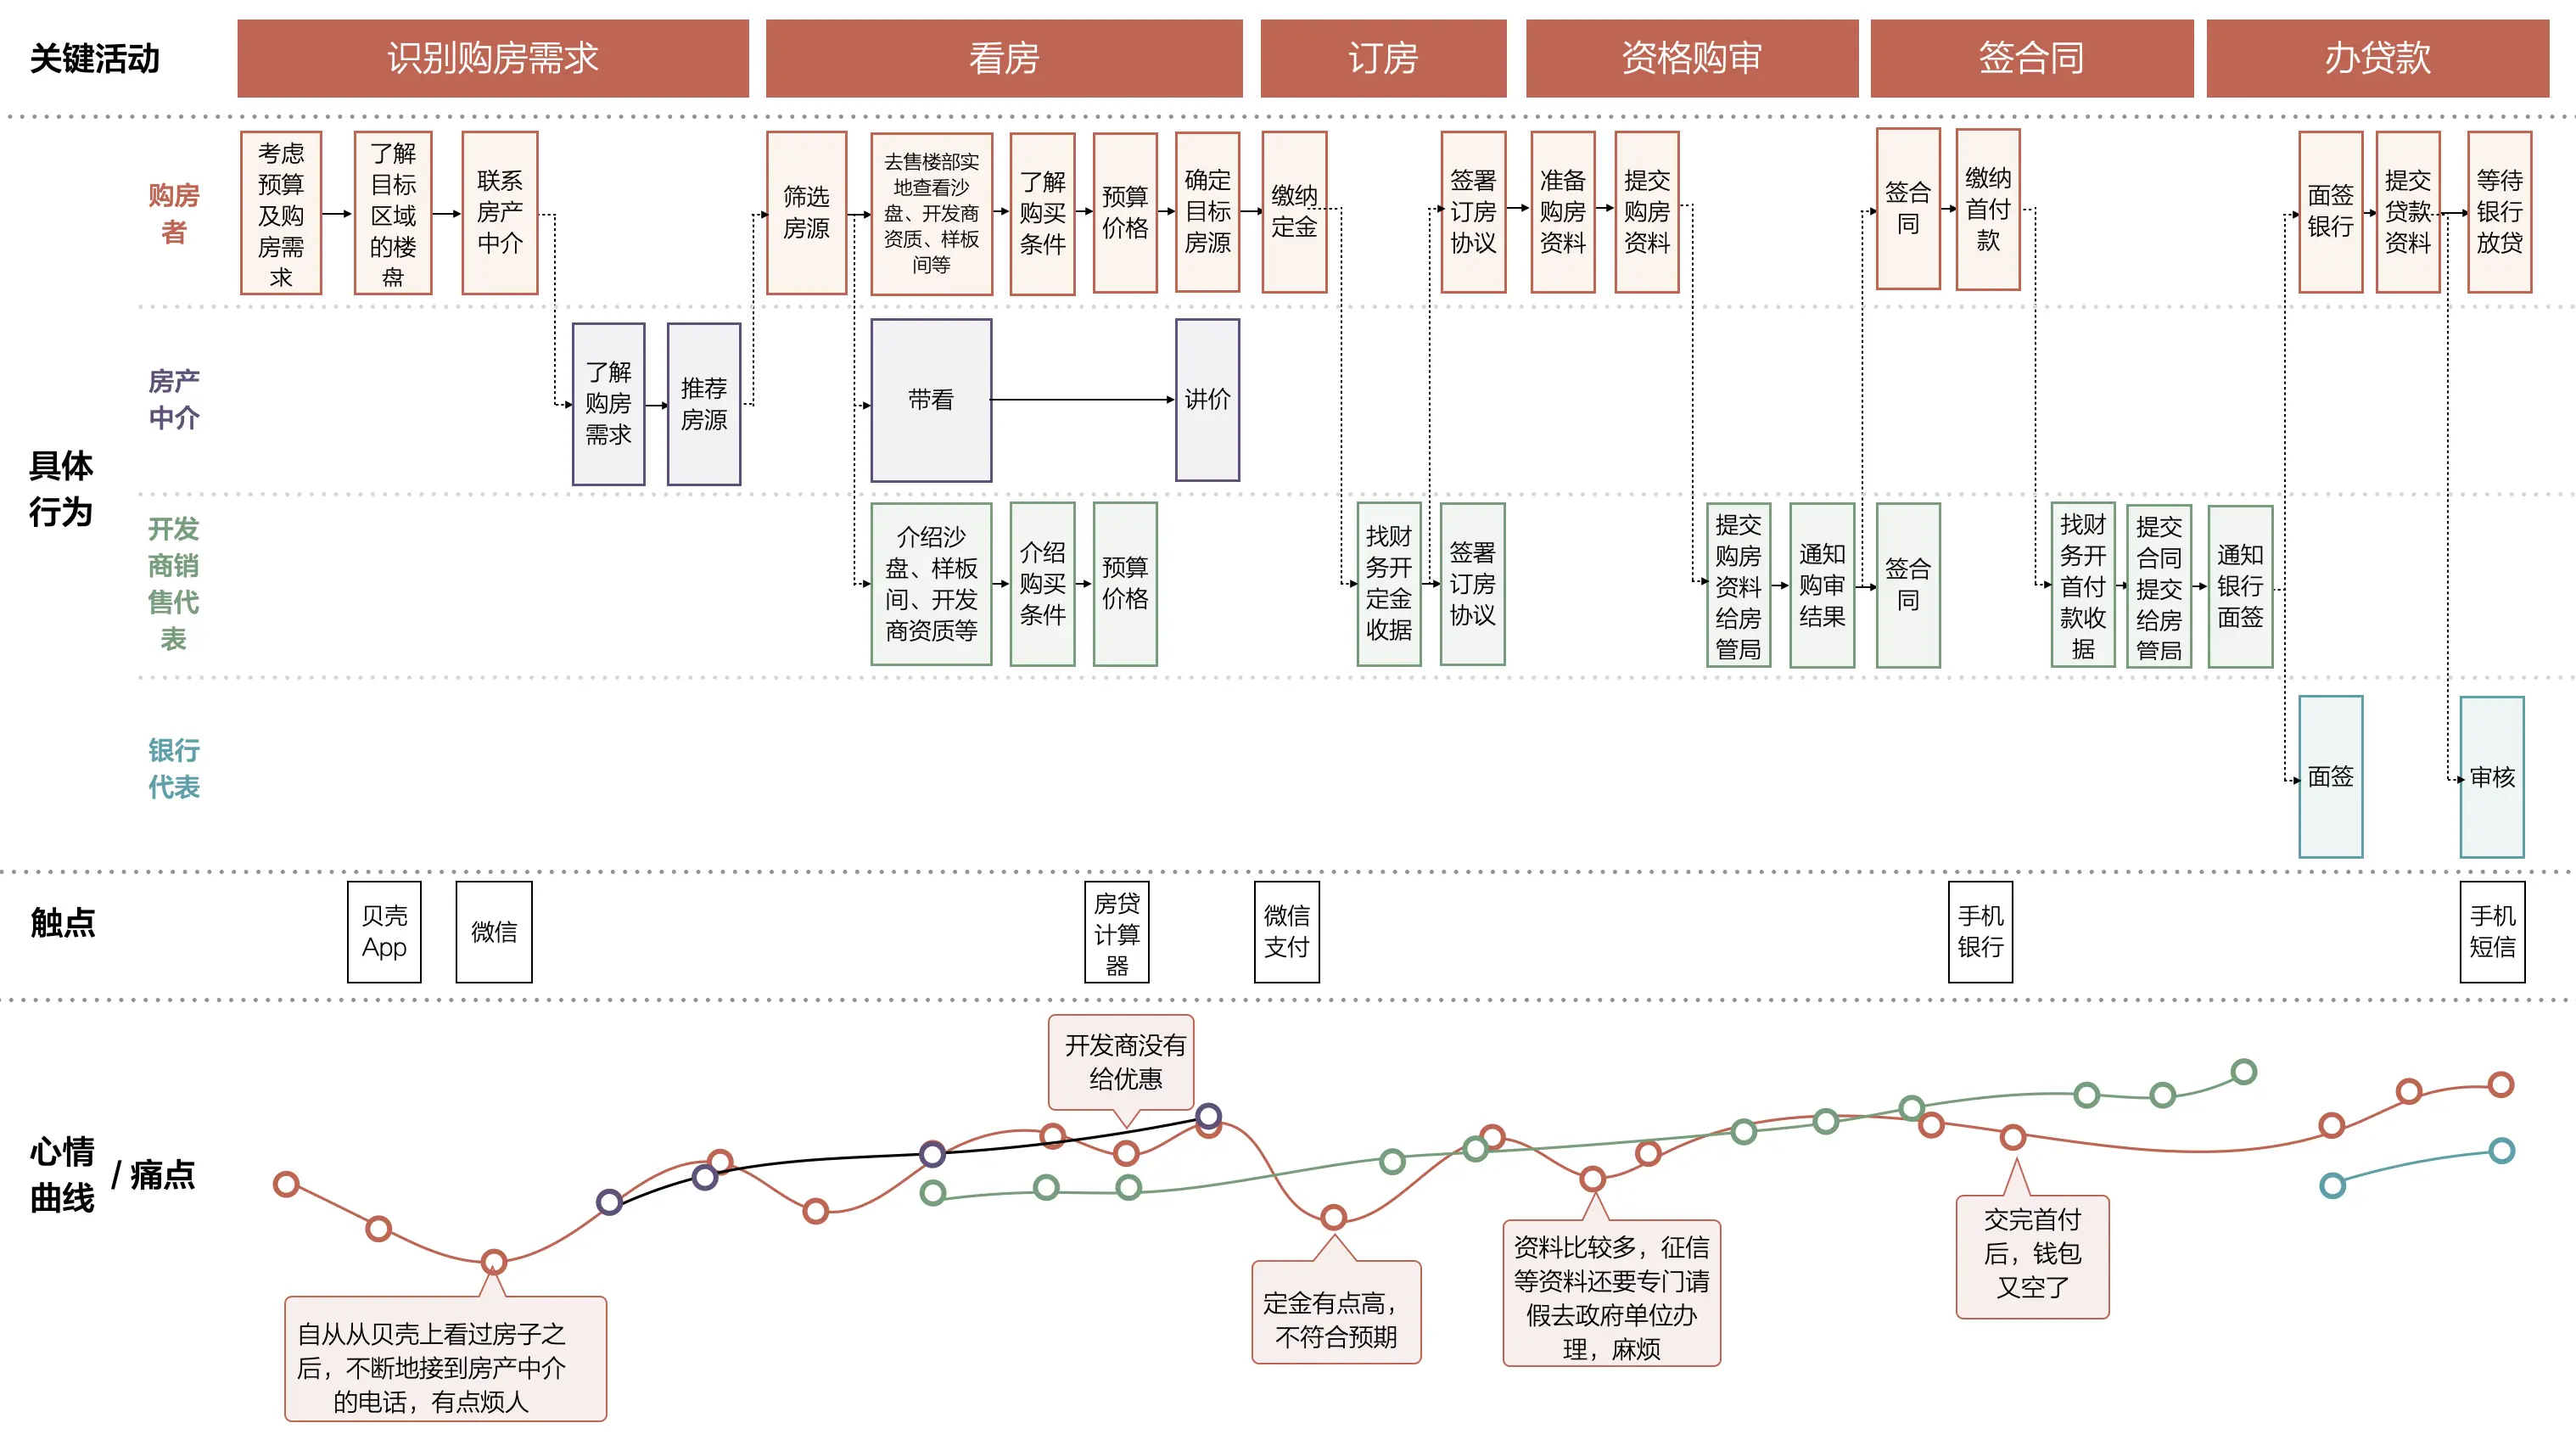 关键活动
识别购房需求
看房
订房
资格购审
签合同
办贷款
具体
行为
购房
者
考虑
预算
及购
房需
求
了解
目标
区域
的楼
盘
联系
房产
中介
筛选
房源
去售楼部实
地查看沙
盘、开发商
资质、样板
间等
了解
购买
条件
预算
价格
确定
目标
房源
缴纳
定金
签署
订房
协议
准备
购房
资料
提交
购房
资料
签合
同
缴纳
首付
款
面签
银行
提交
贷款
资料
等待
银行
放贷
房产
中介
了解
购房
需求
推荐
房源
带看
讲价
开发
商销
售代
表
介绍沙
盘、样板
间、开发
商资质等
介绍
购买
条件
预算
价格
找财
务开
定金
收据
签署
订房
协议
提交
购房
资料
给房
管局
通知
购审
结果
签合
同
找财
务开
首付
款收
据
提交
合同
提交
给房
管局
通知
银行
面签
银行
代表
面签
审核
触点
贝壳
App
微信
房贷
计算
器
微信
支付
手机
银行
手机
短信
心情
曲线
/ 痛点
自从从贝壳上看过房子之
后，不断地接到房产中介
的电话，有点烦人
开发商没有
给优惠
定金有点高，
不符合预期
资料比较多，征信
等资料还要专门请
假去政府单位办
理，麻烦
交完首付
后，钱包
又空了